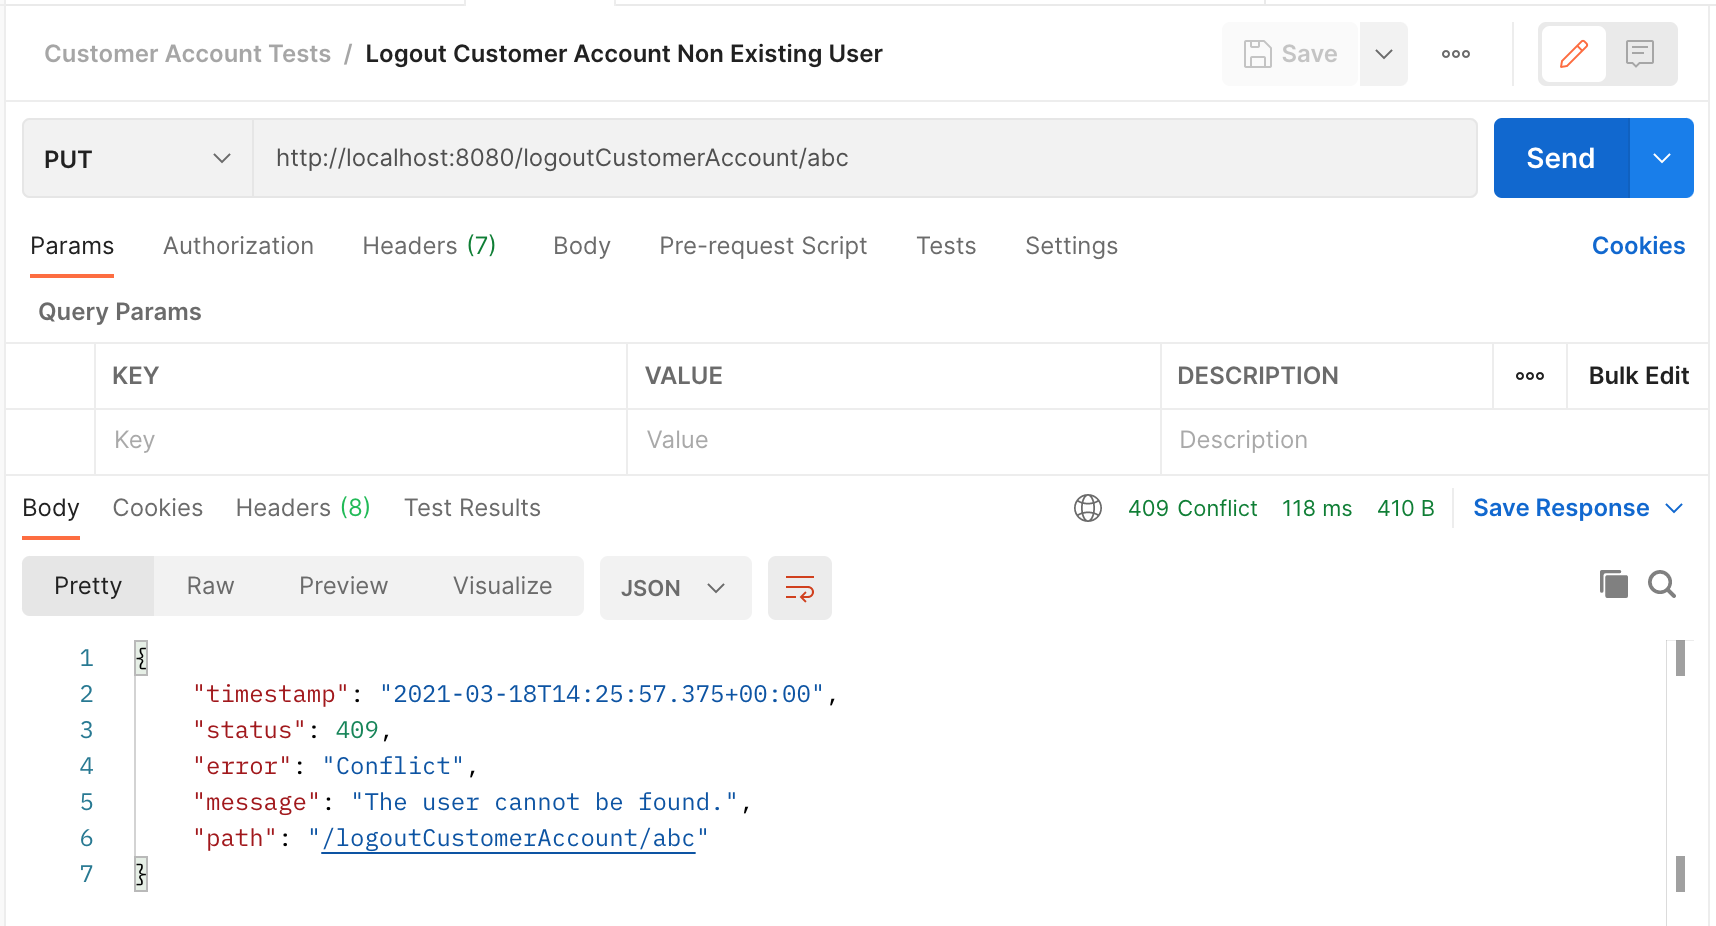 Customer Account Tests / Logout Customer Account Non Existing User Save
PUT http://localhost:8080/logoutCustomerAccount/abc Send
Params Authorization Headers (7) Body Pre-request Script Tests Settings Cookies
Query Params
KEY VALUE DESCRIPTION Bulk Edit
Key Value Description
Body Cookies Headers (8) Test Results 409 Conflict 118 ms 410 B Save Response
Pretty Raw Preview Visualize JSON
1 {
2 "timestamp": "2021-03-18T14:25:57.375+00:00",
3 "status": 409,
4 "error": "Conflict",
5 "message": "The user cannot be found.",
6 "path": "/logoutCustomerAccount/abc"
7 }